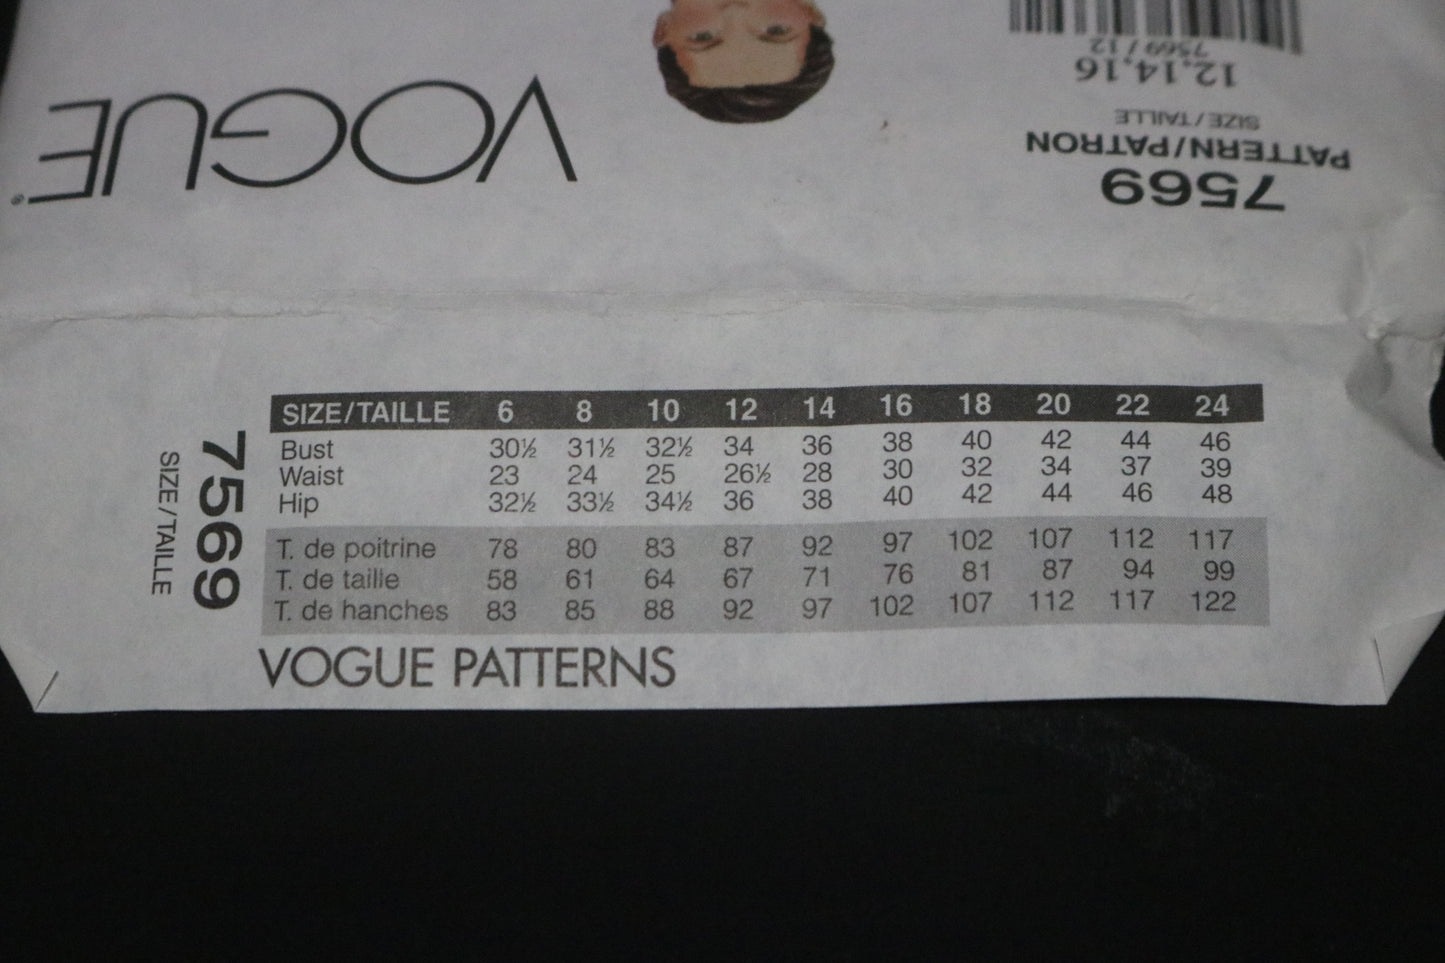 VOGUE®
7569
PATTERN/PATRON
SIZE/TAILLE
12,14,16
7569 / 12
7569
SIZE/TAILLE
SIZE/TAILLE 6 8 10 12 14 16 18 20 22 24
Bust 30½ 31½ 32½ 34 36 38 40 42 44 46
Waist 23 24 25 26½ 28 30 32 34 37 39
Hip 32½ 33½ 34½ 36 38 40 42 44 46 48
T. de poitrine 78 80 83 87 92 97 102 107 112 117
T. de taille 58 61 64 67 71 76 81 87 94 99
T. de hanches 83 85 88 92 97 102 107 112 117 122
VOGUE PATTERNS